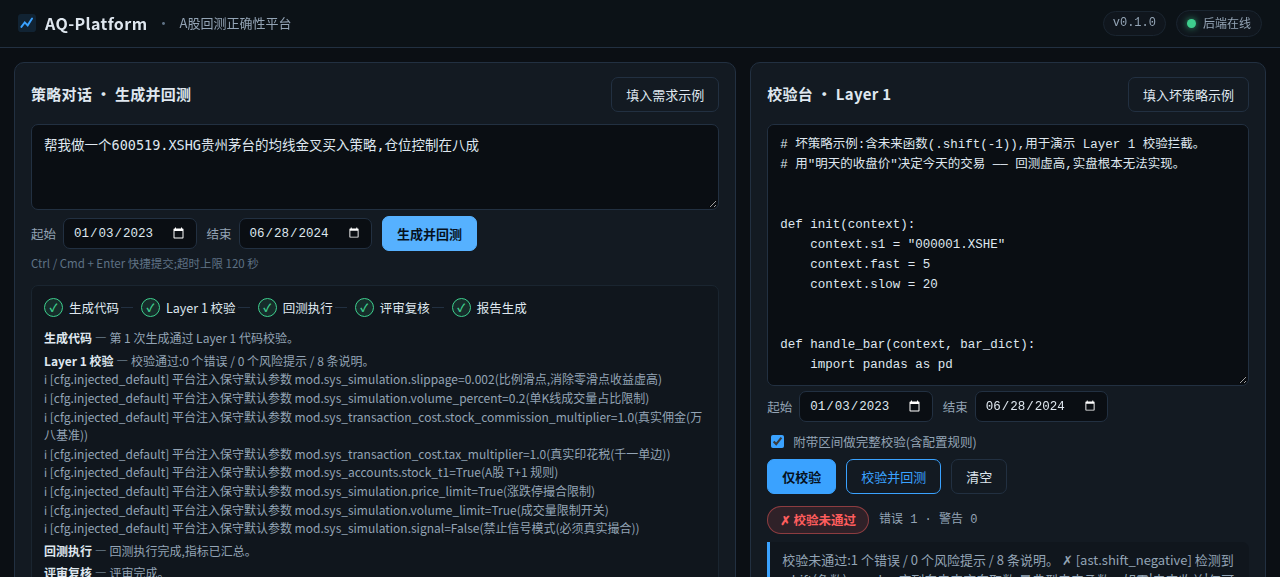 AQ-Platform · A股回测正确性平台
v0.1.0 后端在线
策略对话 · 生成并回测
填入需求示例
帮我做一个600519.XSHG贵州茅台的均线金叉买入策略,仓位控制在八成
起始 01/03/2023 结束 06/28/2024 生成并回测
Ctrl / Cmd + Enter 快捷提交;超时上限 120 秒
✓ 生成代码 ✓ Layer 1 校验 ✓ 回测执行 ✓ 评审复核 ✓ 报告生成
生成代码 — 第 1 次生成通过 Layer 1 代码校验。
Layer 1 校验 — 校验通过:0 个错误 / 0 个风险提示 / 8 条说明。
i [cfg.injected_default] 平台注入保守默认参数 mod.sys_simulation.slippage=0.002(比例滑点,消除零滑点收益虚高)
i [cfg.injected_default] 平台注入保守默认参数 mod.sys_simulation.volume_percent=0.2(单K线成交量占比限制)
i [cfg.injected_default] 平台注入保守默认参数 mod.sys_transaction_cost.stock_commission_multiplier=1.0(真实佣金(万
八基准))
i [cfg.injected_default] 平台注入保守默认参数 mod.sys_transaction_cost.tax_multiplier=1.0(真实印花税(千一单边))
i [cfg.injected_default] 平台注入保守默认参数 mod.sys_accounts.stock_t1=True(A股 T+1 规则)
i [cfg.injected_default] 平台注入保守默认参数 mod.sys_simulation.price_limit=True(涨跌停撮合限制)
i [cfg.injected_default] 平台注入保守默认参数 mod.sys_simulation.volume_limit=True(成交量限制开关)
i [cfg.injected_default] 平台注入保守默认参数 mod.sys_simulation.signal=False(禁止信号模式(必须真实撮合))
回测执行 — 回测执行完成,指标已汇总。
评审复核 — 评审完成。
校验台 · Layer 1
填入坏策略示例
# 坏策略示例:含未来函数(.shift(-1)),用于演示 Layer 1 校验拦截。
# 用"明天的收盘价"决定今天的交易 —— 回测虚高,实盘根本无法实现。
def init(context):
    context.s1 = "000001.XSHE"
    context.fast = 5
    context.slow = 20
def handle_bar(context, bar_dict):
    import pandas as pd
起始 01/03/2023 结束 06/28/2024
附带区间做完整校验(含配置规则)
仅校验 校验并回测 清空
✗ 校验未通过 错误 1 · 警告 0
校验未通过:1 个错误 / 0 个风险提示 / 8 条说明。 ✗ [ast.shift_negative] 检测到